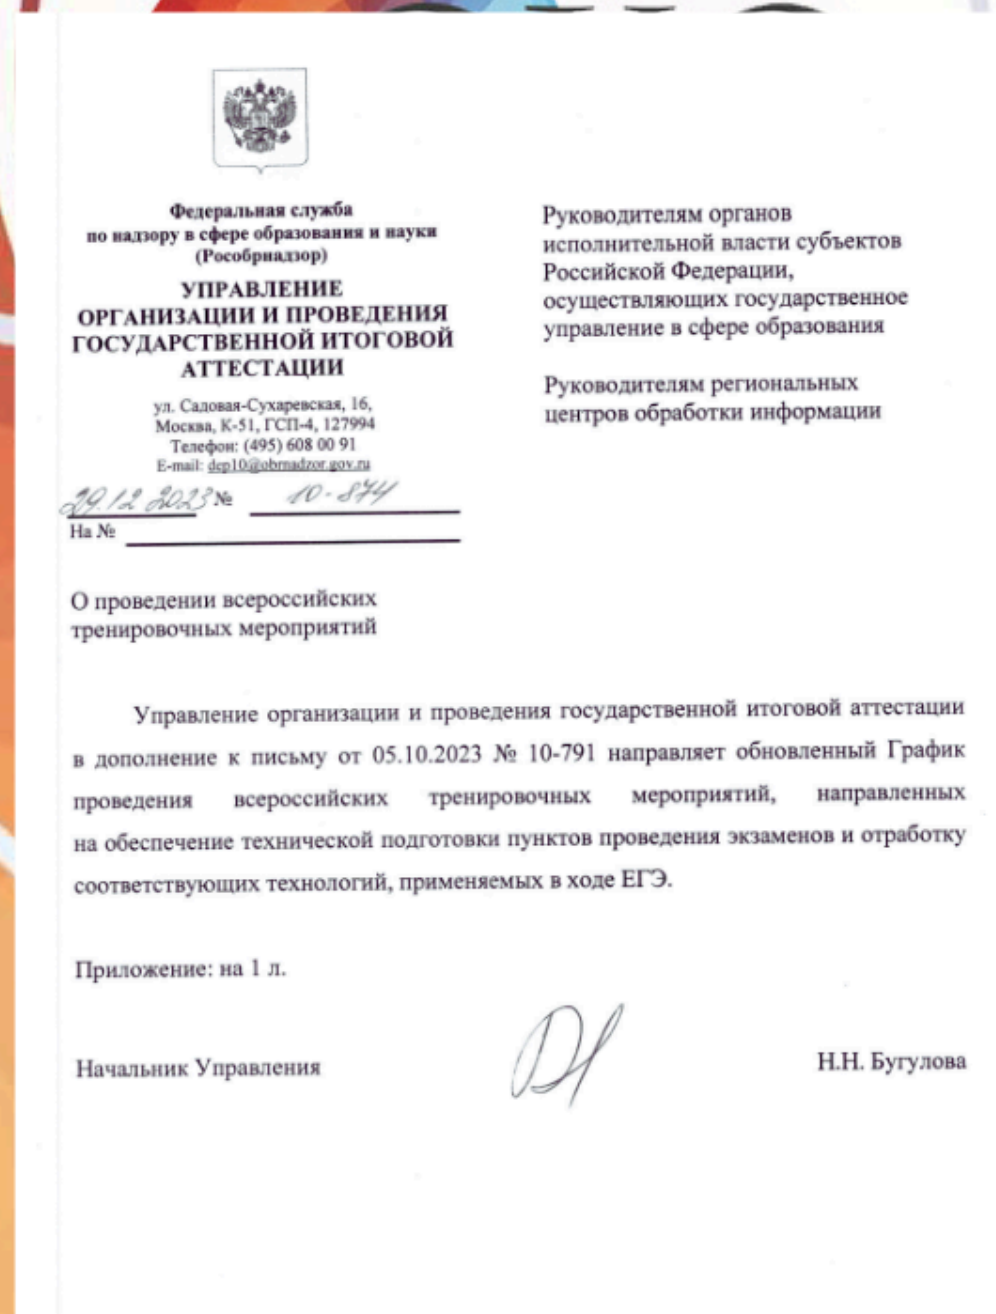 Федеральная служба
по надзору в сфере образования и науки
(Рособрнадзор)
УПРАВЛЕНИЕ
ОРГАНИЗАЦИИ И ПРОВЕДЕНИЯ
ГОСУДАРСТВЕННОЙ ИТОГОВОЙ
АТТЕСТАЦИИ
ул. Садовая-Сухаревская, 16,
Москва, К-51, ГСП-4, 127994
Телефон: (495) 608 00 91
E-mail: dep10@obrnadzor.gov.ru
29.12 2023 № 10-874
На №
Руководителям органов
исполнительной власти субъектов
Российской Федерации,
осуществляющих государственное
управление в сфере образования
Руководителям региональных
центров обработки информации
О проведении всероссийских
тренировочных мероприятий
Управление организации и проведения государственной итоговой аттестации
в дополнение к письму от 05.10.2023 № 10-791 направляет обновленный График
проведения всероссийских тренировочных мероприятий, направленных
на обеспечение технической подготовки пунктов проведения экзаменов и отработку
соответствующих технологий, применяемых в ходе ЕГЭ.
Приложение: на 1 л.
Начальник Управления Н.Н. Бугулова